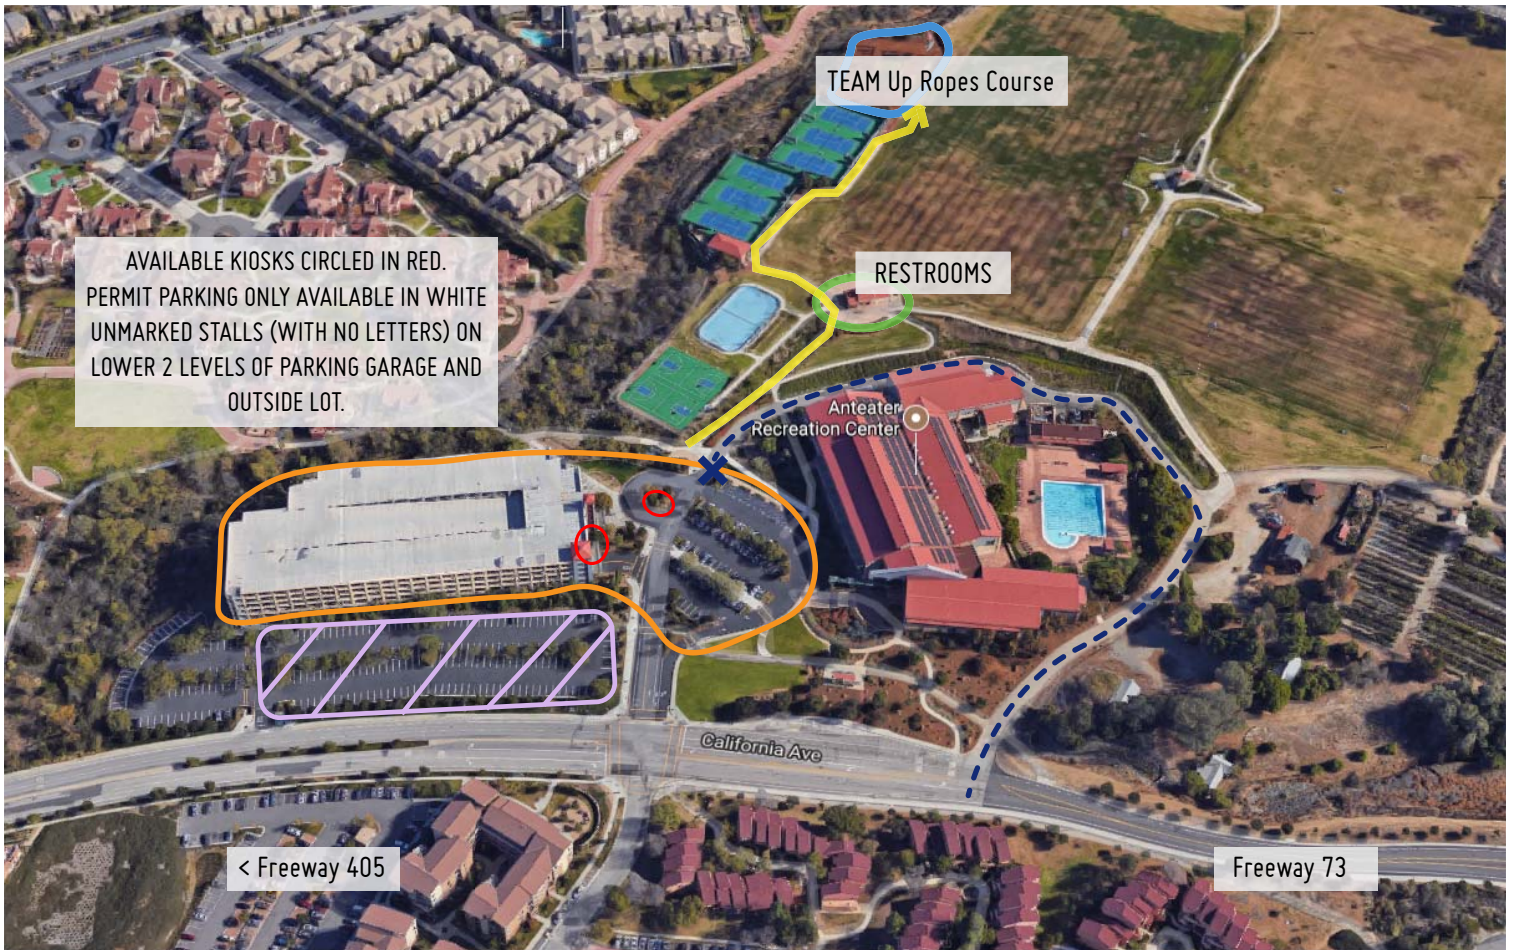 TEAM Up Ropes Course
AVAILABLE KIOSKS CIRCLED IN RED.
PERMIT PARKING ONLY AVAILABLE IN WHITE
UNMARKED STALLS (WITH NO LETTERS) ON
LOWER 2 LEVELS OF PARKING GARAGE AND
OUTSIDE LOT.
RESTROOMS
Anteater
Recreation Center
California Ave
< Freeway 405
Freeway 73